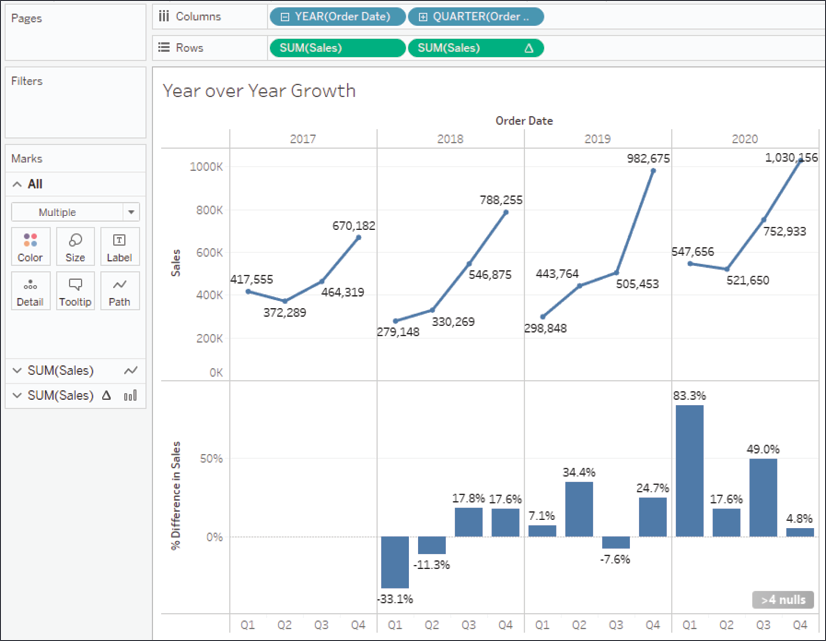 Pages
Columns
YEAR(Order Date)
QUARTER(Order ..
Rows
SUM(Sales)
SUM(Sales) Δ
Filters
Marks
All
Multiple
Color
Size
Label
Detail
Tooltip
Path
SUM(Sales)
SUM(Sales) Δ
Year over Year Growth
Order Date
2017
2018
2019
2020
Sales
1000K
800K
600K
400K
200K
0K
417,555
372,289
464,319
670,182
279,148
330,269
546,875
788,255
298,848
443,764
505,453
982,675
547,656
521,650
752,933
1,030,156
% Difference in Sales
50%
0%
-33.1%
-11.3%
17.8%
17.6%
7.1%
34.4%
-7.6%
24.7%
83.3%
17.6%
49.0%
4.8%
>4 nulls
Q1 Q2 Q3 Q4 Q1 Q2 Q3 Q4 Q1 Q2 Q3 Q4 Q1 Q2 Q3 Q4